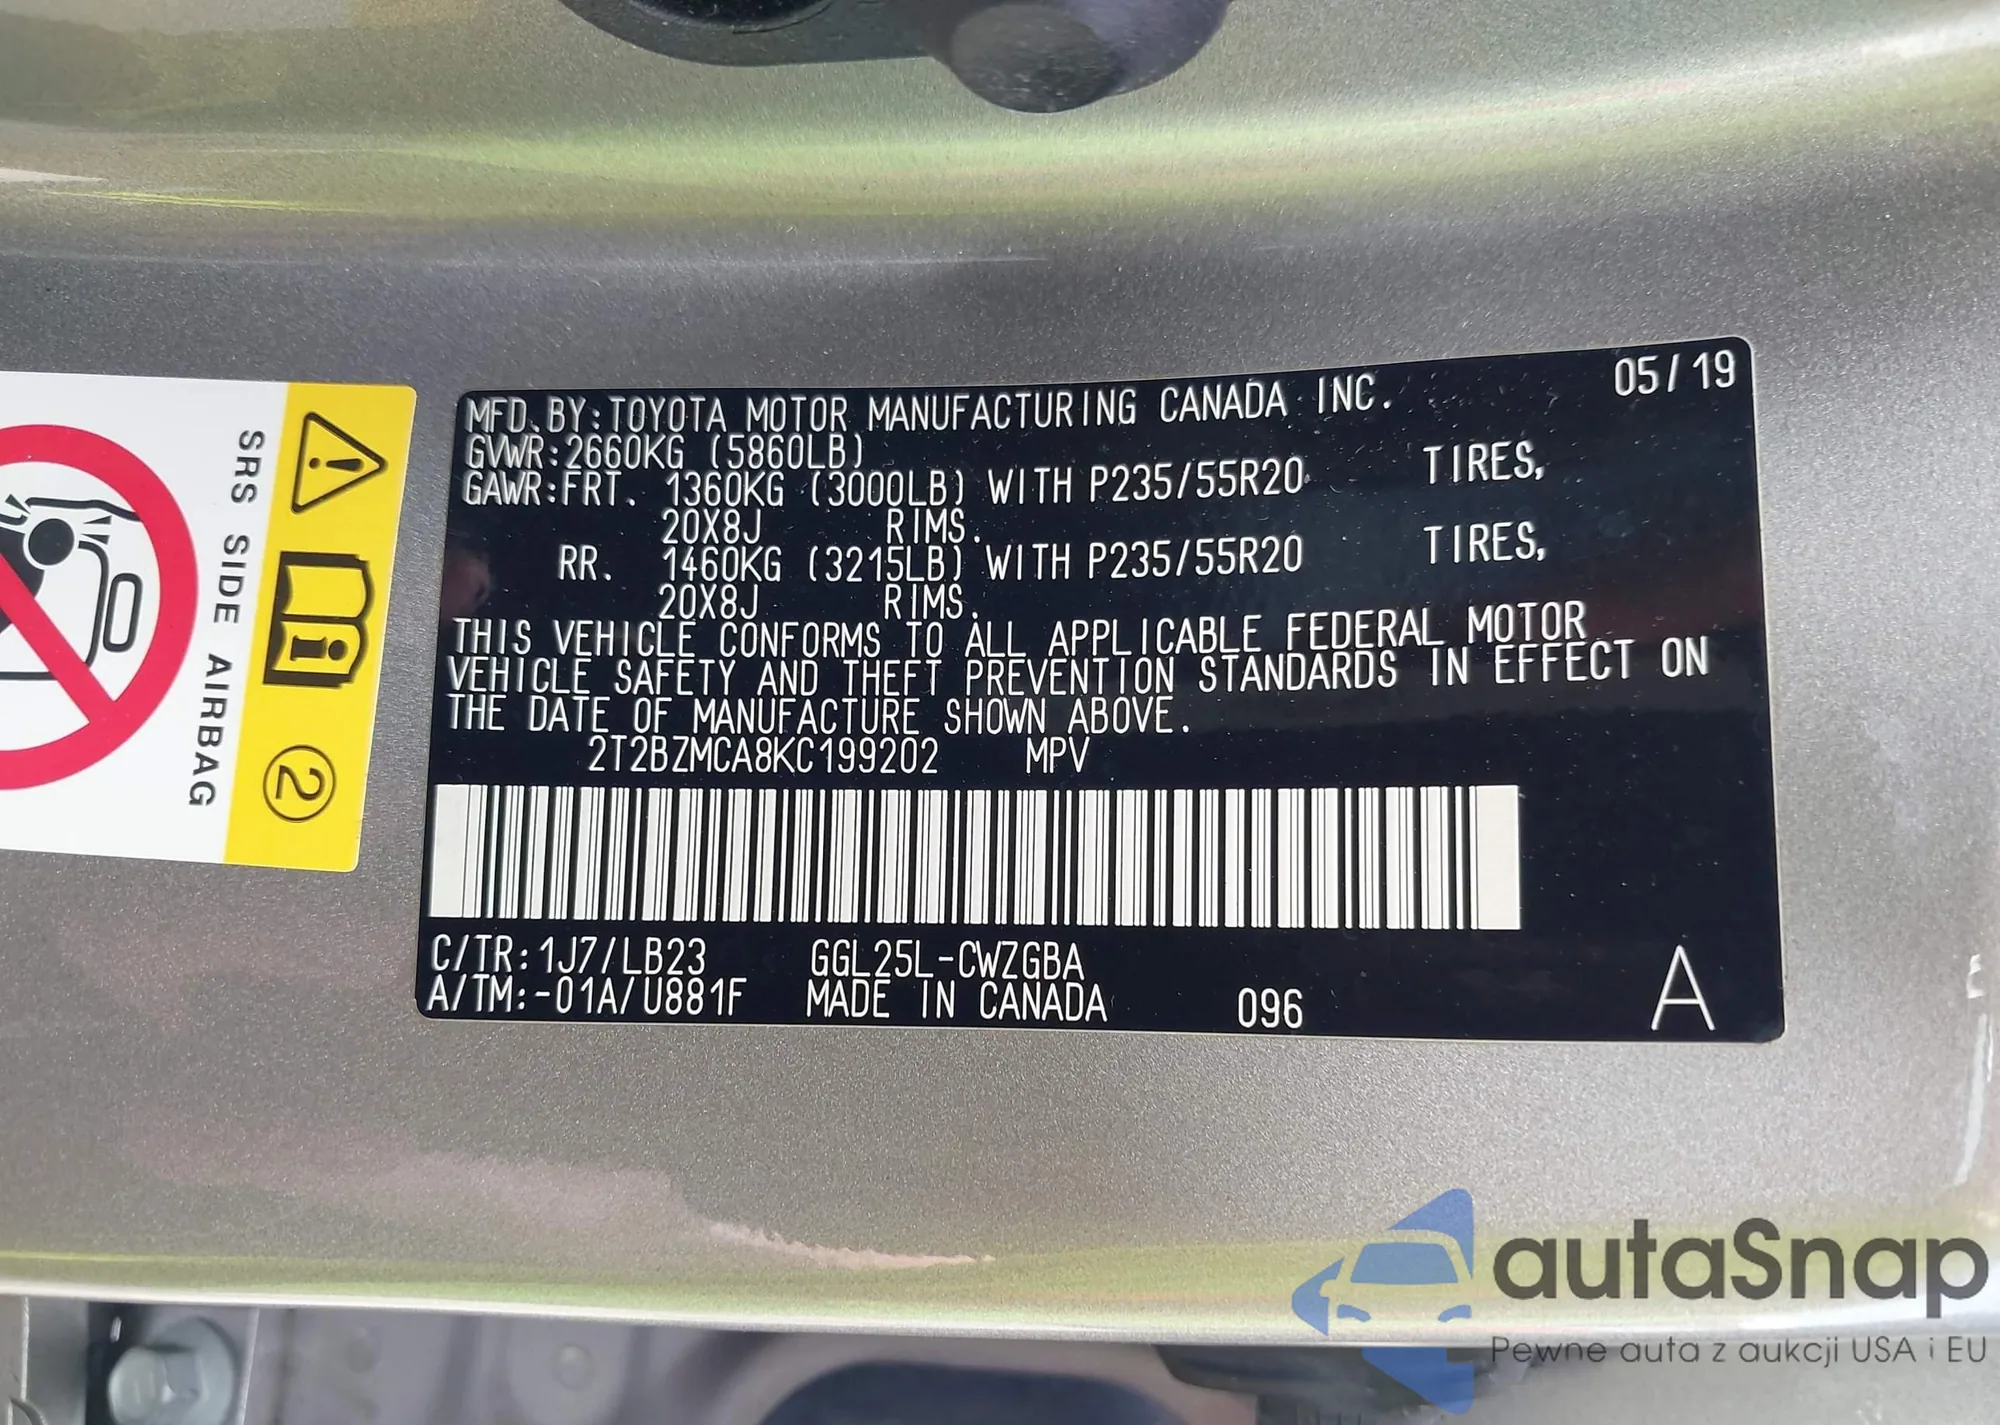 MFD. BY:TOYOTA MOTOR MANUFACTURING CANADA INC. 05/19
GVWR:2660KG (5860LB)
GAWR:FRT. 1360KG (3000LB) WITH P235/55R20 TIRES,
20X8J RIMS.
RR. 1460KG (3215LB) WITH P235/55R20 TIRES,
20X8J RIMS.
THIS VEHICLE CONFORMS TO ALL APPLICABLE FEDERAL MOTOR
VEHICLE SAFETY AND THEFT PREVENTION STANDARDS IN EFFECT ON
THE DATE OF MANUFACTURE SHOWN ABOVE.
2T2BZMCA8KC199202 MPV
C/TR:1J7/LB23 GGL25L-CWZGBA
A/TM:-01A/U881F MADE IN CANADA 096 A
SRS SIDE AIRBAG
2
autaSnap
Pewne auta z aukcji USA i EU